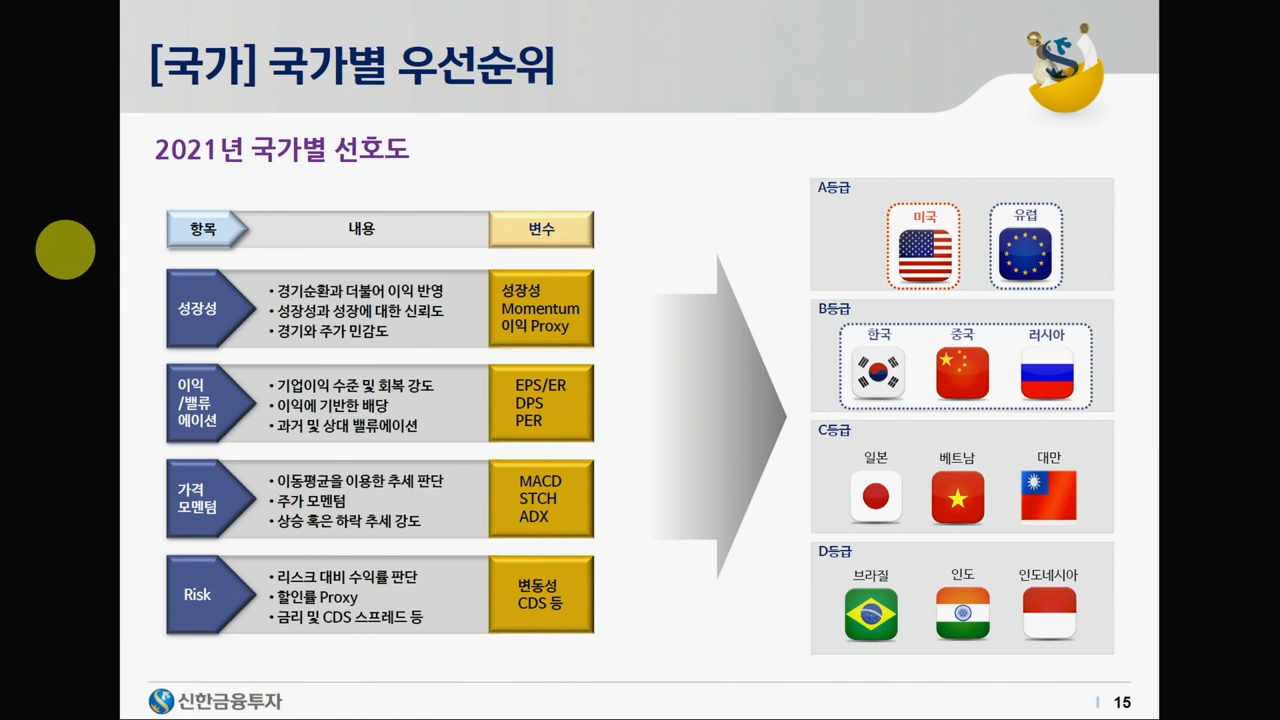 [국가] 국가별 우선순위
2021년 국가별 선호도
항목
내용
변수
성장성
• 경기순환과 더불어 이익 반영
• 성장성과 성장에 대한 신뢰도
• 경기와 주가 민감도
성장성
Momentum
이익 Proxy
이익
/밸류
에이션
• 기업이익 수준 및 회복 강도
• 이익에 기반한 배당
• 과거 및 상대 밸류에이션
EPS/ER
DPS
PER
가격
모멘텀
• 이동평균을 이용한 추세 판단
• 주가 모멘텀
• 상승 혹은 하락 추세 강도
MACD
STCH
ADX
Risk
• 리스크 대비 수익률 판단
• 할인률 Proxy
• 금리 및 CDS 스프레드 등
변동성
CDS 등
A등급
미국
유럽
B등급
한국
중국
러시아
C등급
일본
베트남
대만
D등급
브라질
인도
인도네시아
신한금융투자
15